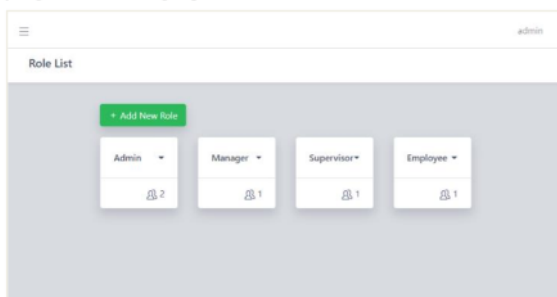 admin
Role List
+ Add New Role
Admin
Manager
Supervisor
Employee
2
1
1
1